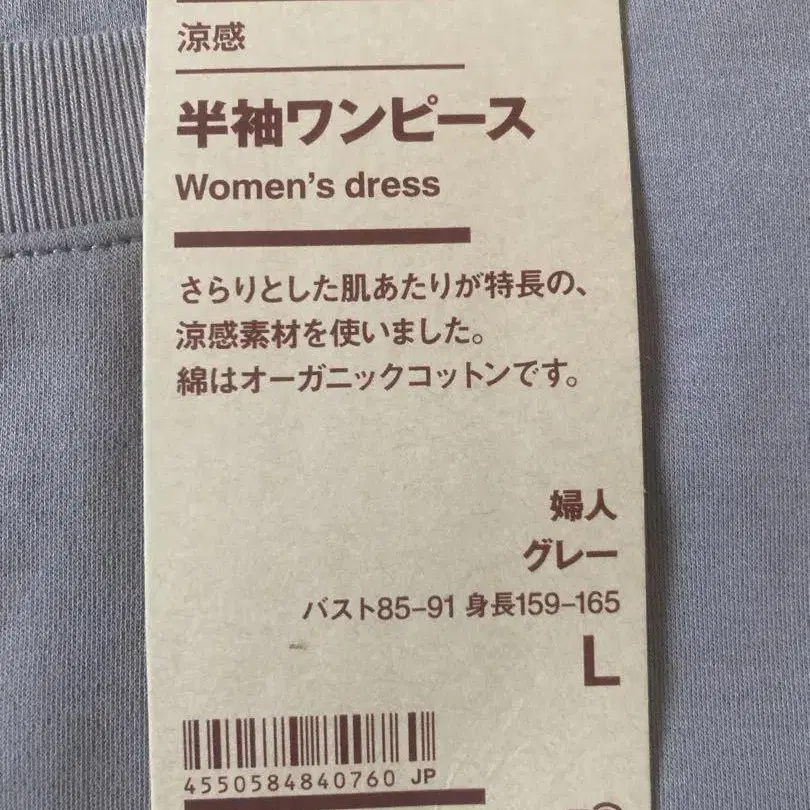 涼感
半袖ワンピース
Women's dress
さらりとした肌あたりが特長の、
涼感素材を使いました。
綿はオーガニックコットンです。
婦人
グレー
バスト85–91 身長159–165
L
4550584840760 JP